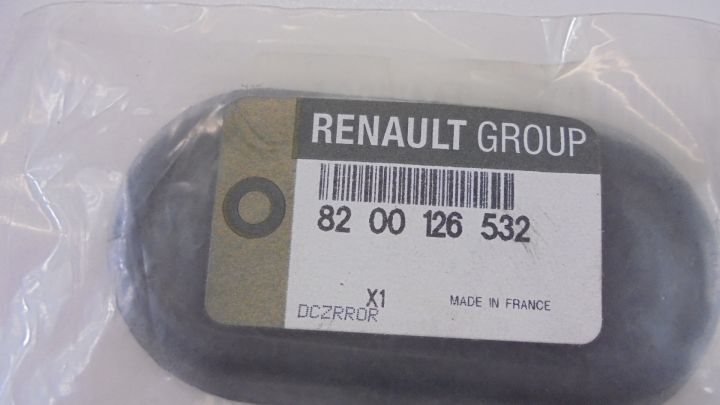 RENAULT GROUP
82 00 126 532
X1
MADE IN FRANCE
DCZRROR